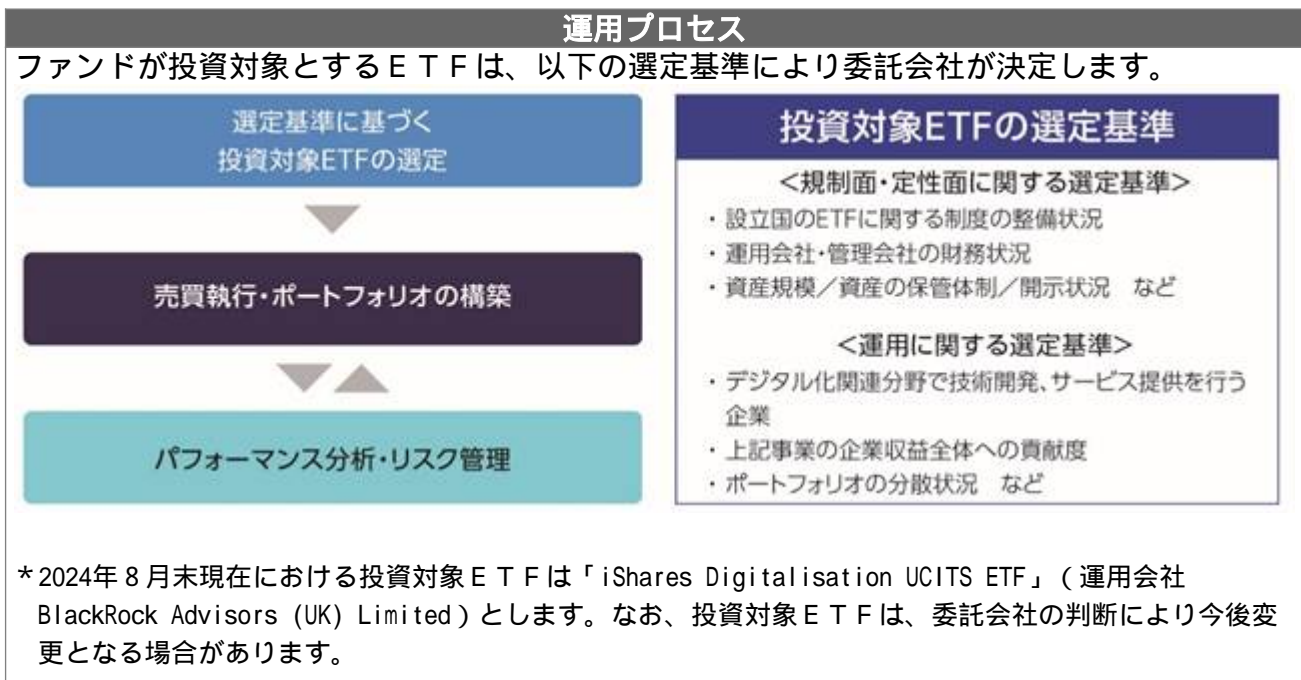 運用プロセス
ファンドが投資対象とするＥＴＦは、以下の選定基準により委託会社が決定します。
選定基準に基づく
投資対象ETFの選定
売買執行・ポートフォリオの構築
パフォーマンス分析・リスク管理
投資対象ETFの選定基準
＜規制面・定性面に関する選定基準＞
・設立国のETFに関する制度の整備状況
・運用会社・管理会社の財務状況
・資産規模／資産の保管体制／開示状況　など
＜運用に関する選定基準＞
・デジタル化関連分野で技術開発、サービス提供を行う
企業
・上記事業の企業収益全体への貢献度
・ポートフォリオの分散状況　など
＊2024年８月末現在における投資対象ＥＴＦは「iShares Digitalisation UCITS ETF」（運用会社
BlackRock Advisors (UK) Limited）とします。なお、投資対象ＥＴＦは、委託会社の判断により今後変
更となる場合があります。